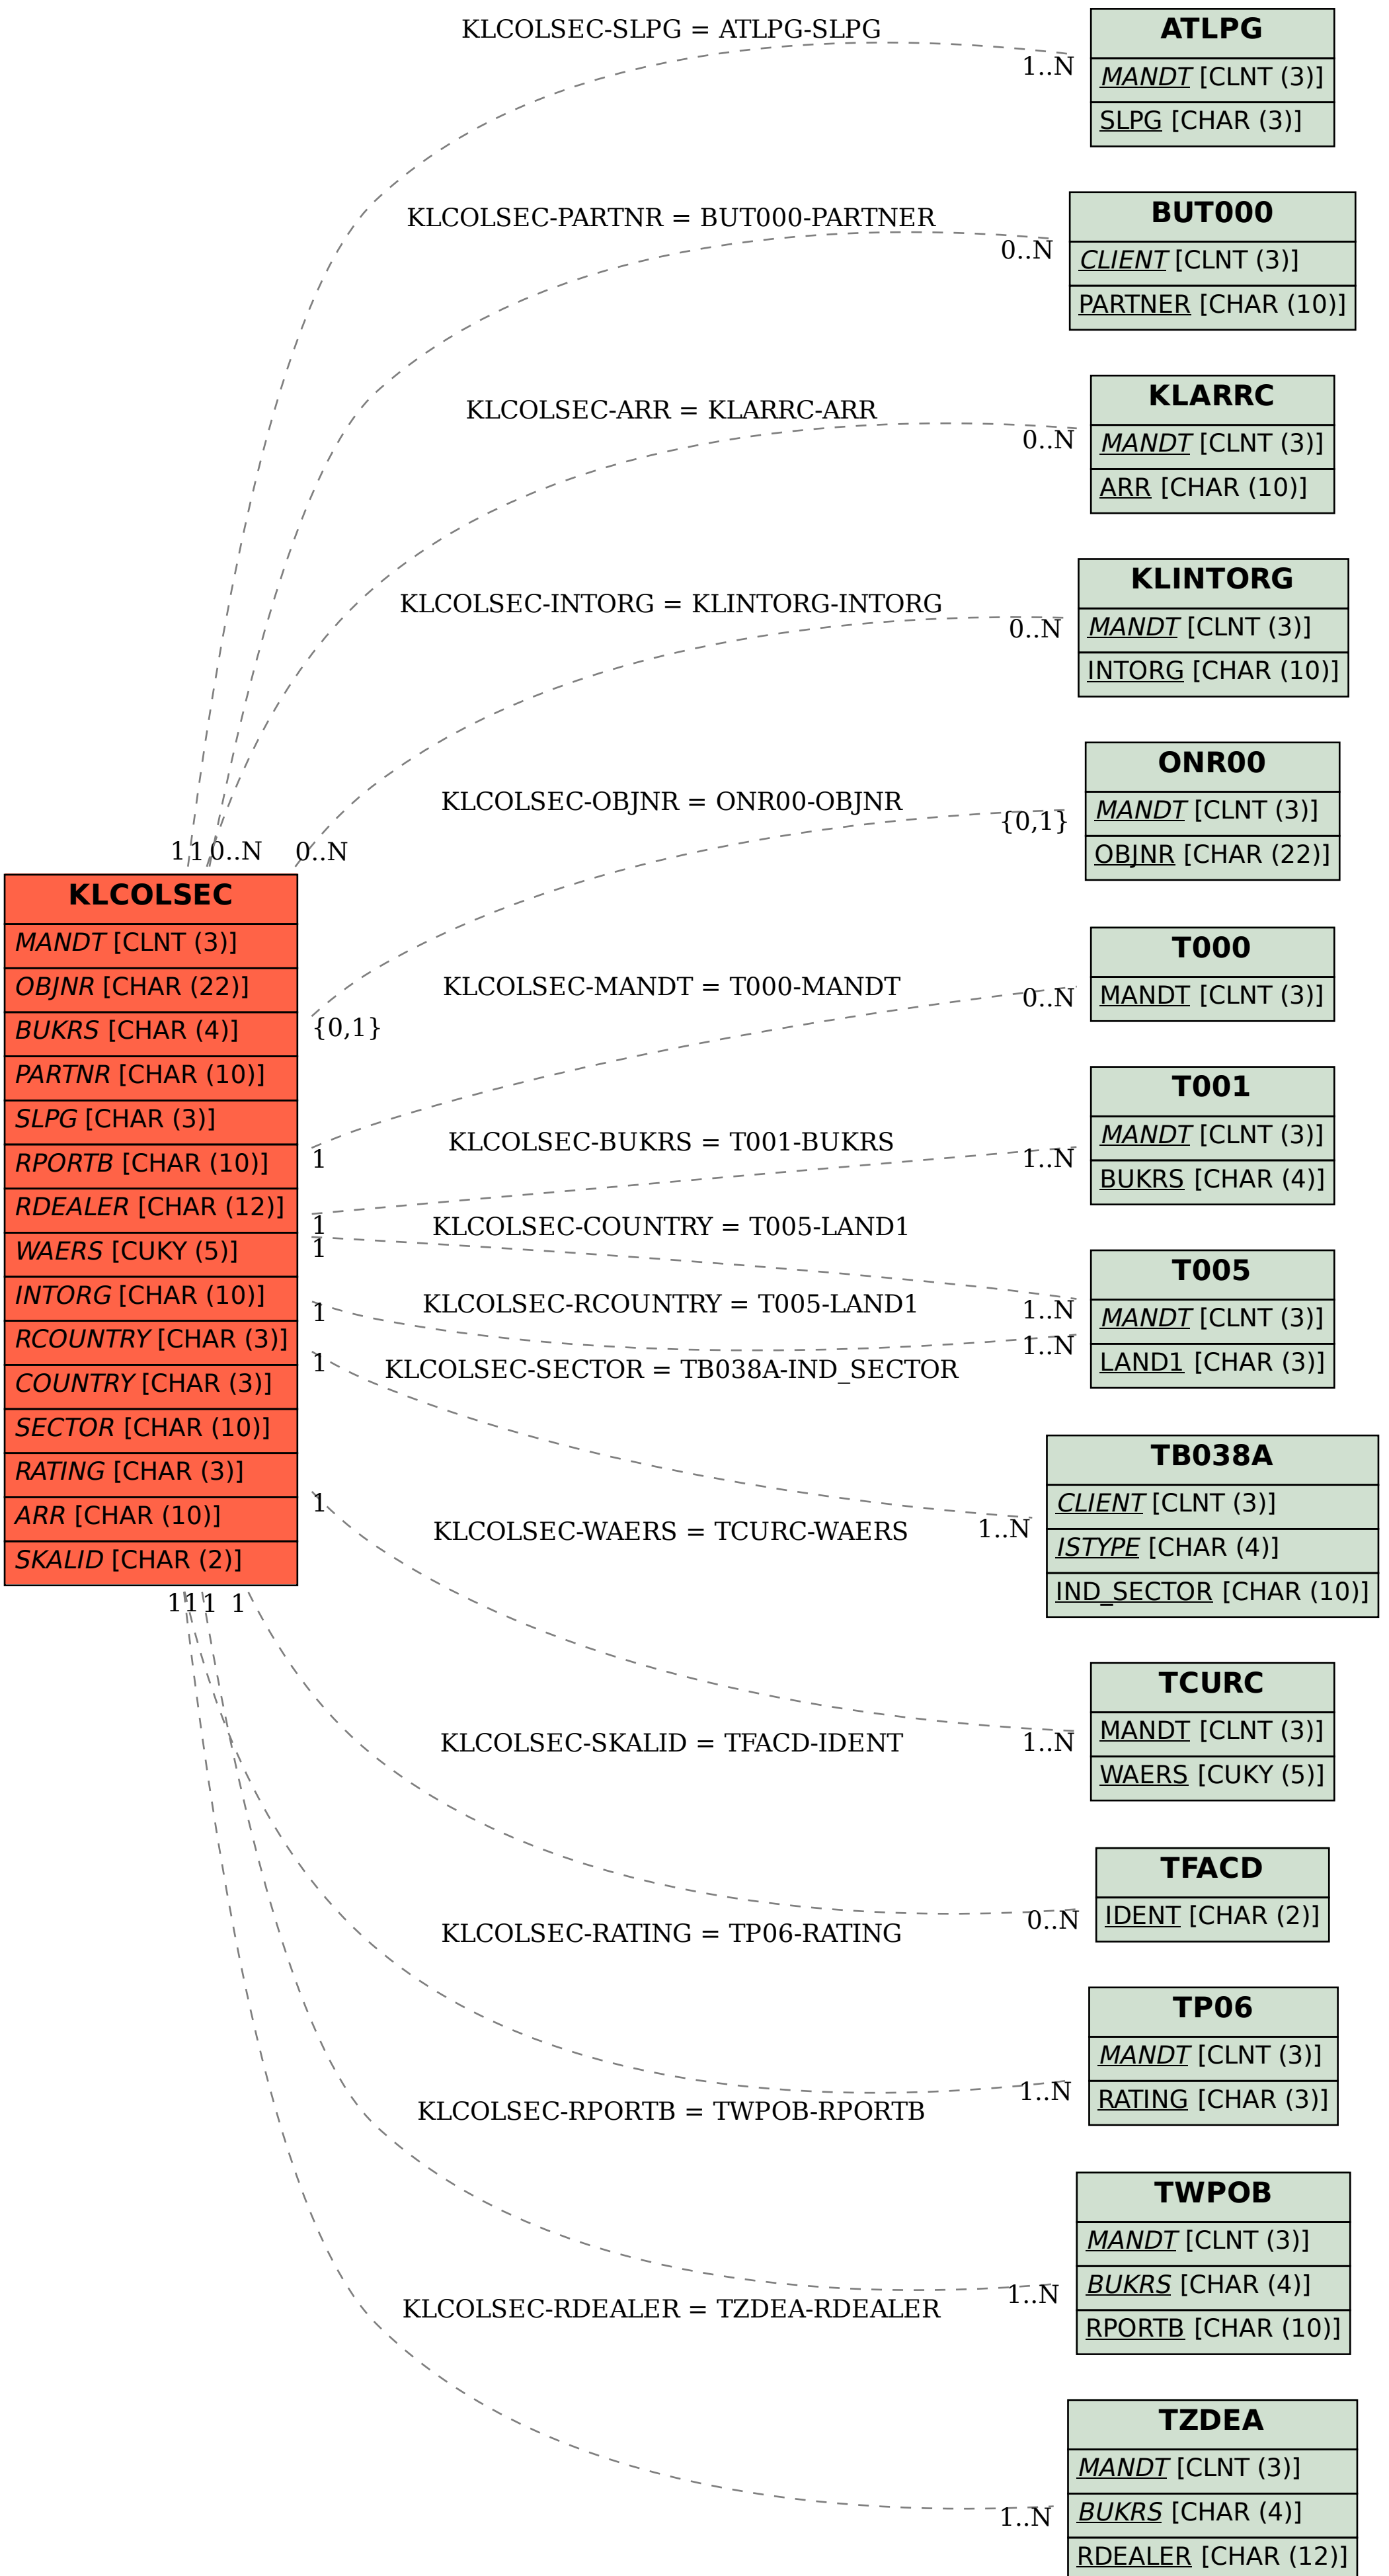 KLCOLSEC-SLPG = ATLPG-SLPG
1..N
ATLPG
MANDT [CLNT (3)]
SLPG [CHAR (3)]
KLCOLSEC-PARTNR = BUT000-PARTNER
0..N
BUT000
CLIENT [CLNT (3)]
PARTNER [CHAR (10)]
KLCOLSEC-ARR = KLARRC-ARR
0..N
KLARRC
MANDT [CLNT (3)]
ARR [CHAR (10)]
KLCOLSEC-INTORG = KLINTORG-INTORG
0..N
KLINTORG
MANDT [CLNT (3)]
INTORG [CHAR (10)]
KLCOLSEC-OBJNR = ONR00-OBJNR
{0,1}
ONR00
MANDT [CLNT (3)]
OBJNR [CHAR (22)]
1
1
0..N
0..N
KLCOLSEC
MANDT [CLNT (3)]
OBJNR [CHAR (22)]
BUKRS [CHAR (4)]
PARTNR [CHAR (10)]
SLPG [CHAR (3)]
RPORTB [CHAR (10)]
RDEALER [CHAR (12)]
WAERS [CUKY (5)]
INTORG [CHAR (10)]
RCOUNTRY [CHAR (3)]
COUNTRY [CHAR (3)]
SECTOR [CHAR (10)]
RATING [CHAR (3)]
ARR [CHAR (10)]
SKALID [CHAR (2)]
{0,1}
1
1
1
1
1
1
1
1
1
1
KLCOLSEC-MANDT = T000-MANDT
0..N
T000
MANDT [CLNT (3)]
KLCOLSEC-BUKRS = T001-BUKRS
1..N
T001
MANDT [CLNT (3)]
BUKRS [CHAR (4)]
KLCOLSEC-COUNTRY = T005-LAND1
1..N
KLCOLSEC-RCOUNTRY = T005-LAND1
1..N
T005
MANDT [CLNT (3)]
LAND1 [CHAR (3)]
KLCOLSEC-SECTOR = TB038A-IND_SECTOR
1..N
TB038A
CLIENT [CLNT (3)]
ISTYPE [CHAR (4)]
IND_SECTOR [CHAR (10)]
KLCOLSEC-WAERS = TCURC-WAERS
1..N
TCURC
MANDT [CLNT (3)]
WAERS [CUKY (5)]
KLCOLSEC-SKALID = TFACD-IDENT
0..N
TFACD
IDENT [CHAR (2)]
KLCOLSEC-RATING = TP06-RATING
1..N
TP06
MANDT [CLNT (3)]
RATING [CHAR (3)]
KLCOLSEC-RPORTB = TWPOB-RPORTB
1..N
TWPOB
MANDT [CLNT (3)]
BUKRS [CHAR (4)]
RPORTB [CHAR (10)]
KLCOLSEC-RDEALER = TZDEA-RDEALER
1..N
TZDEA
MANDT [CLNT (3)]
BUKRS [CHAR (4)]
RDEALER [CHAR (12)]